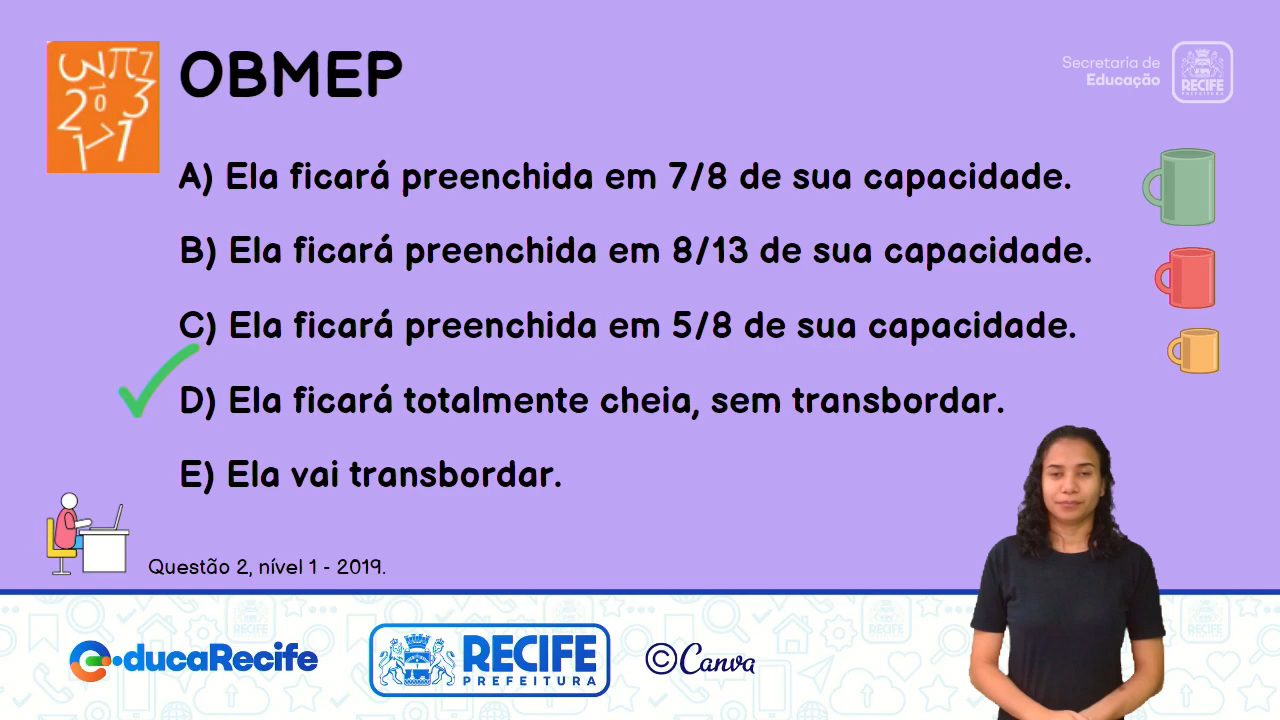 OBMEP
Secretaria de
Educação
RECIFE
PREFEITURA
A) Ela ficará preenchida em 7/8 de sua capacidade.
B) Ela ficará preenchida em 8/13 de sua capacidade.
C) Ela ficará preenchida em 5/8 de sua capacidade.
D) Ela ficará totalmente cheia, sem transbordar.
E) Ela vai transbordar.
Questão 2, nível 1 - 2019.
ducaRecife
RECIFE
PREFEITURA
©Canva